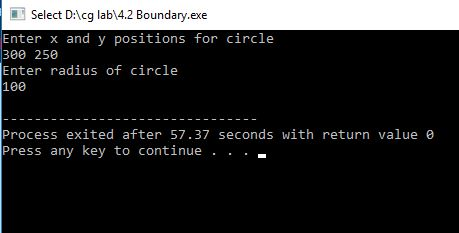 Select D:\cg lab\4.2 Boundary.exe
Enter x and y positions for circle
300 250
Enter radius of circle
100
--------------------------------
Process exited after 57.37 seconds with return value 0
Press any key to continue . . .